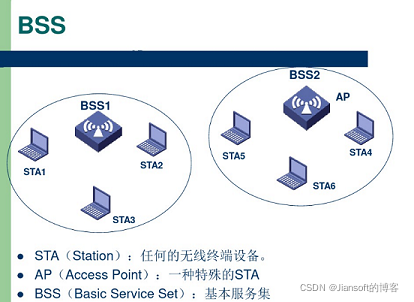 BSS
BSS1
BSS2
AP
STA1
STA2
STA3
STA5
STA4
STA6
STA（Station）：任何的无线终端设备。
AP（Access Point）：一种特殊的STA
BSS（Basic Service Set）：基本服务集
CSDN @Jiansoft的博客